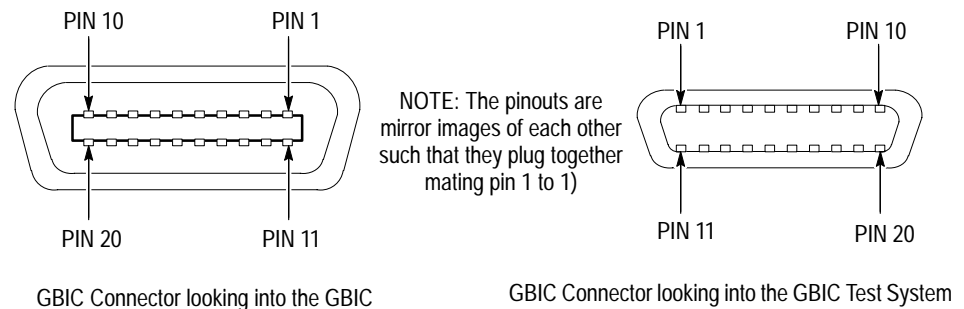 PIN 10
PIN 1
PIN 1
PIN 10
NOTE: The pinouts are
mirror images of each other
such that they plug together
mating pin 1 to 1)
PIN 20
PIN 11
PIN 11
PIN 20
GBIC Connector looking into the GBIC
GBIC Connector looking into the GBIC Test System